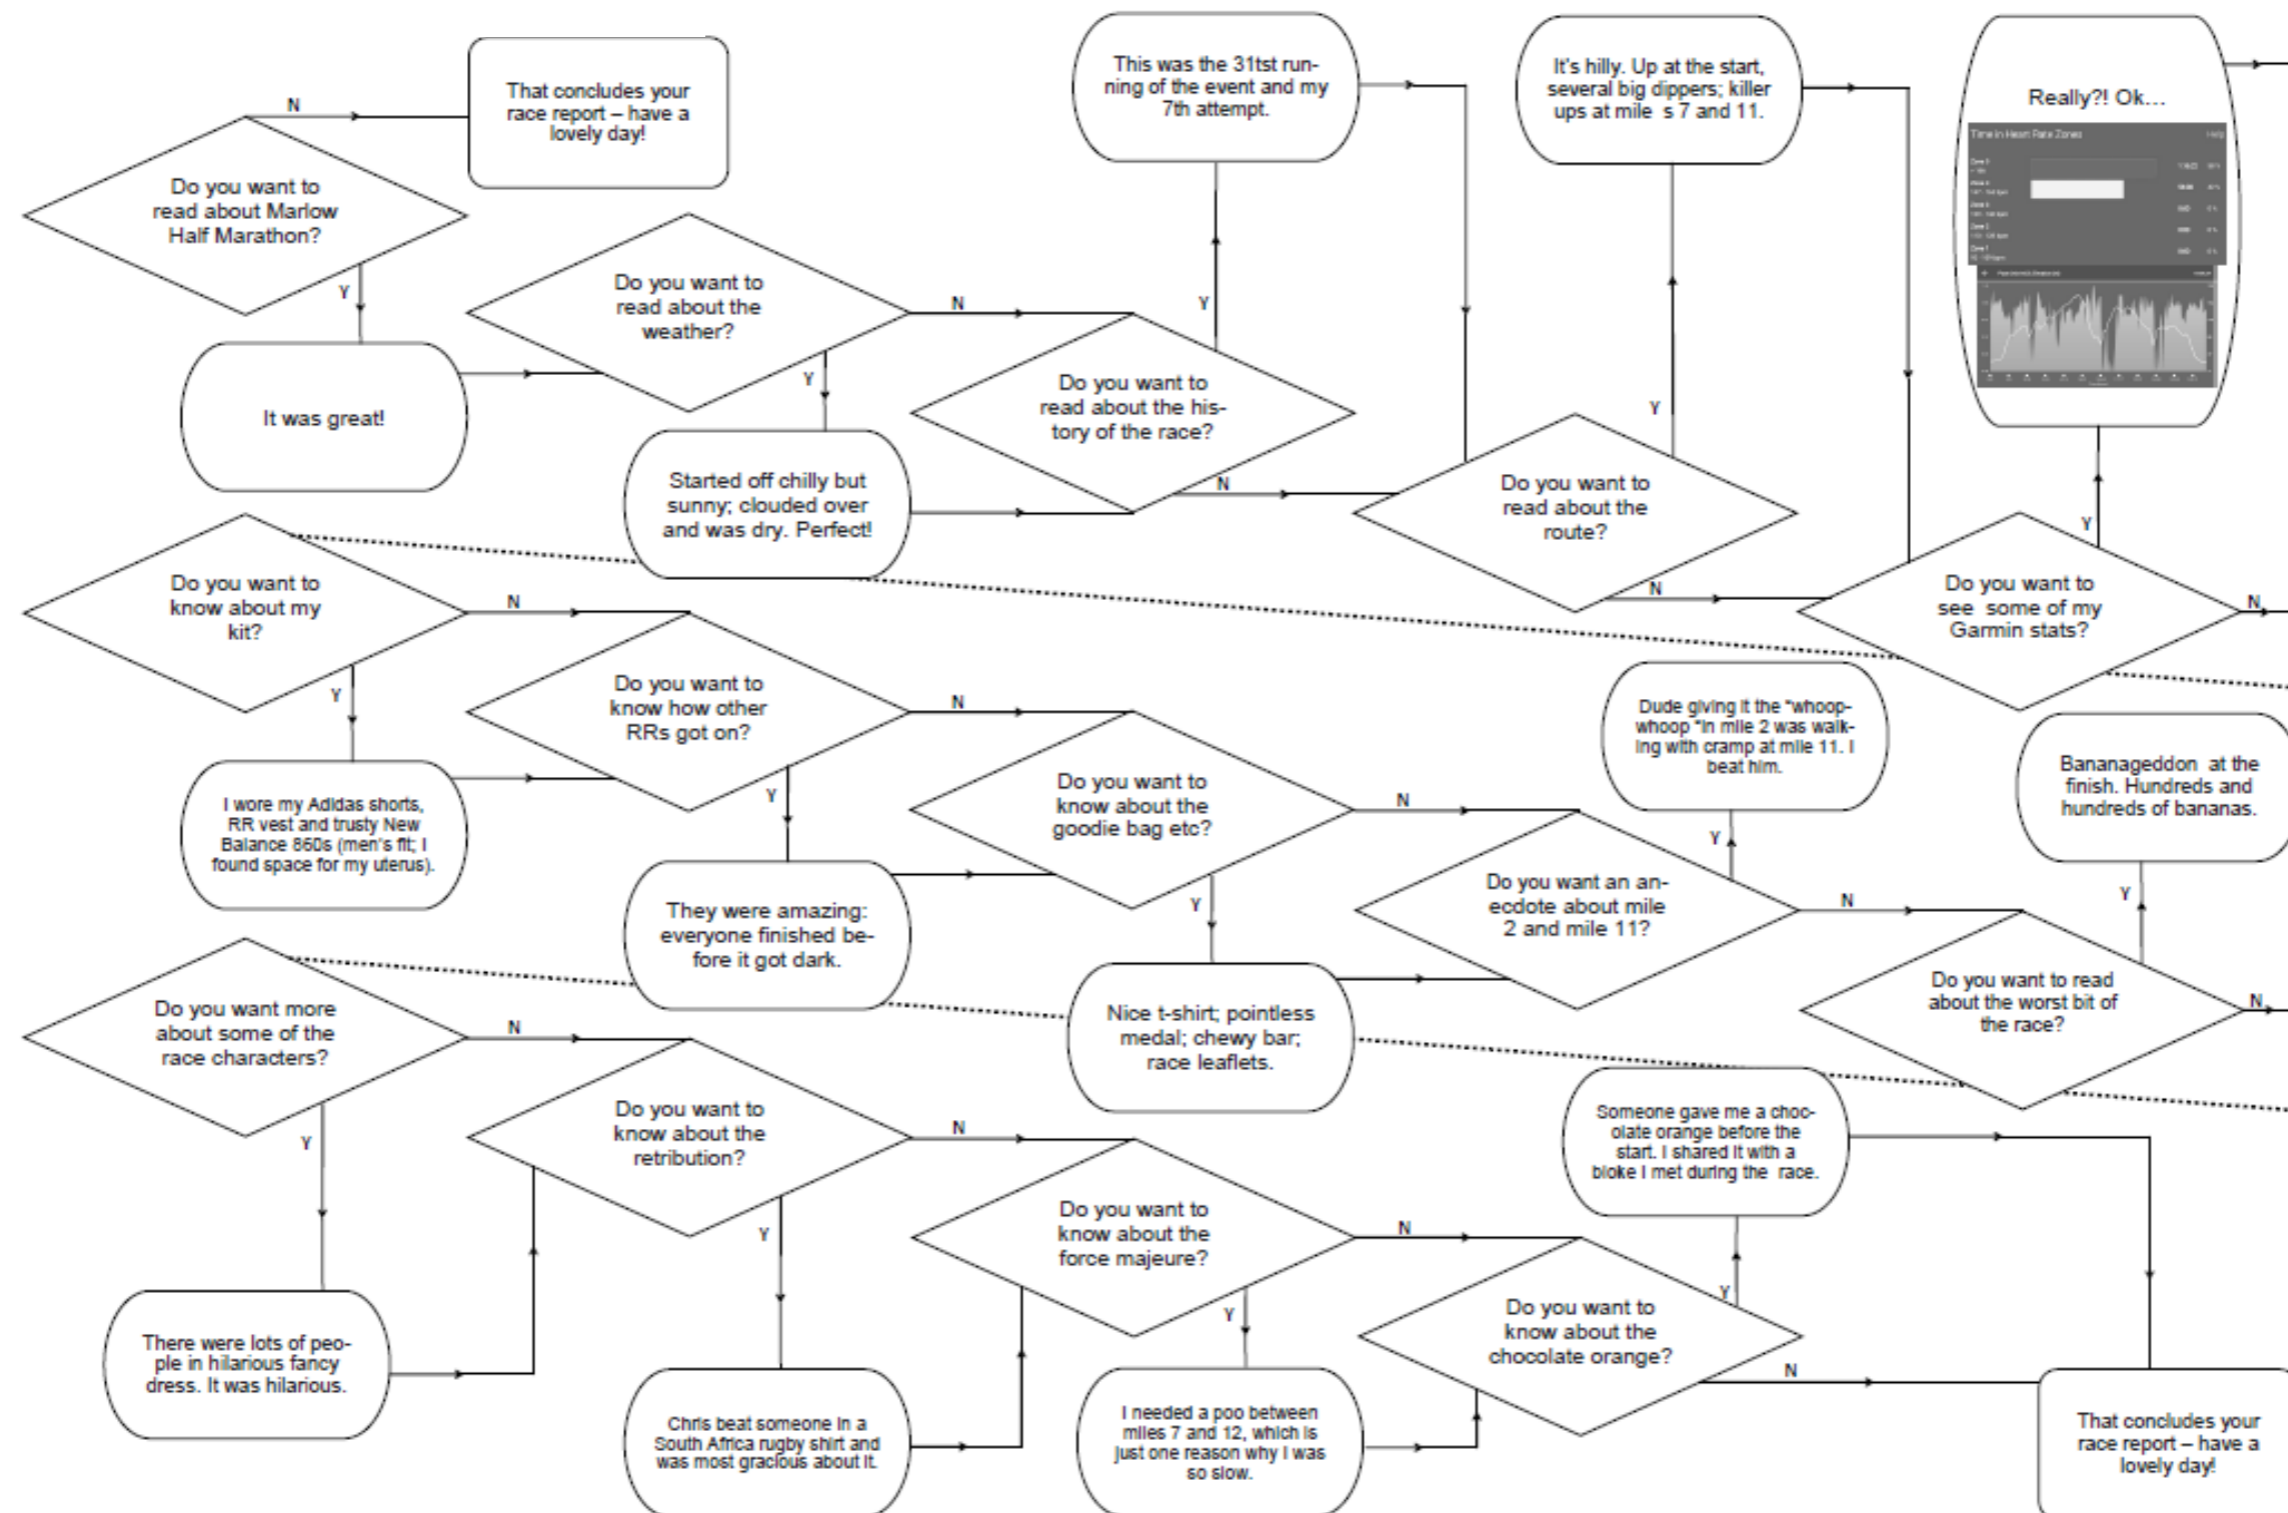 N
That concludes your
race report – have a
lovely day!
Do you want to
read about Marlow
Half Marathon?
Y
It was great!
Do you want to
read about the
weather?
N
Y
Started off chilly but
sunny; clouded over
and was dry. Perfect!
This was the 31tst run-
ning of the event and my
7th attempt.
Y
Do you want to
read about the his-
tory of the race?
N
It's hilly. Up at the start,
several big dippers; killer
ups at mile  s 7 and 11.
Y
Do you want to
read about the
route?
N
Really?! Ok...
Time in Heart Rate Zones
Help
Y
Do you want to
see  some of my
Garmin stats?
N
Do you want to
know about my
kit?
N
Y
I wore my Adidas shorts,
RR vest and trusty New
Balance 860s (men's fit; I
found space for my uterus).
Do you want to
know how other
RRs got on?
N
Y
They were amazing:
everyone finished be-
fore it got dark.
Do you want to
know about the
goodie bag etc?
N
Y
Nice t-shirt; pointless
medal; chewy bar;
race leaflets.
Dude giving it the "whoop-
whoop "in mile 2 was walk-
ing with cramp at mile 11. I
beat him.
Y
Do you want an an-
ecdote about mile
2 and mile 11?
N
Bananageddon  at the
finish. Hundreds and
hundreds of bananas.
Y
Do you want to read
about the worst bit of
the race?
N
Do you want more
about some of the
race characters?
N
Y
There were lots of peo-
ple in hilarious fancy
dress. It was hilarious.
Do you want to
know about the
retribution?
N
Y
Chris beat someone in a
South Africa rugby shirt and
was most gracious about it.
Do you want to
know about the
force majeure?
N
Y
I needed a poo between
miles 7 and 12, which is
just one reason why I was
so slow.
Someone gave me a choc-
olate orange before the
start. I shared it with a
bloke I met during the  race.
Y
Do you want to
know about the
chocolate orange?
N
That concludes your
race report – have a
lovely day!